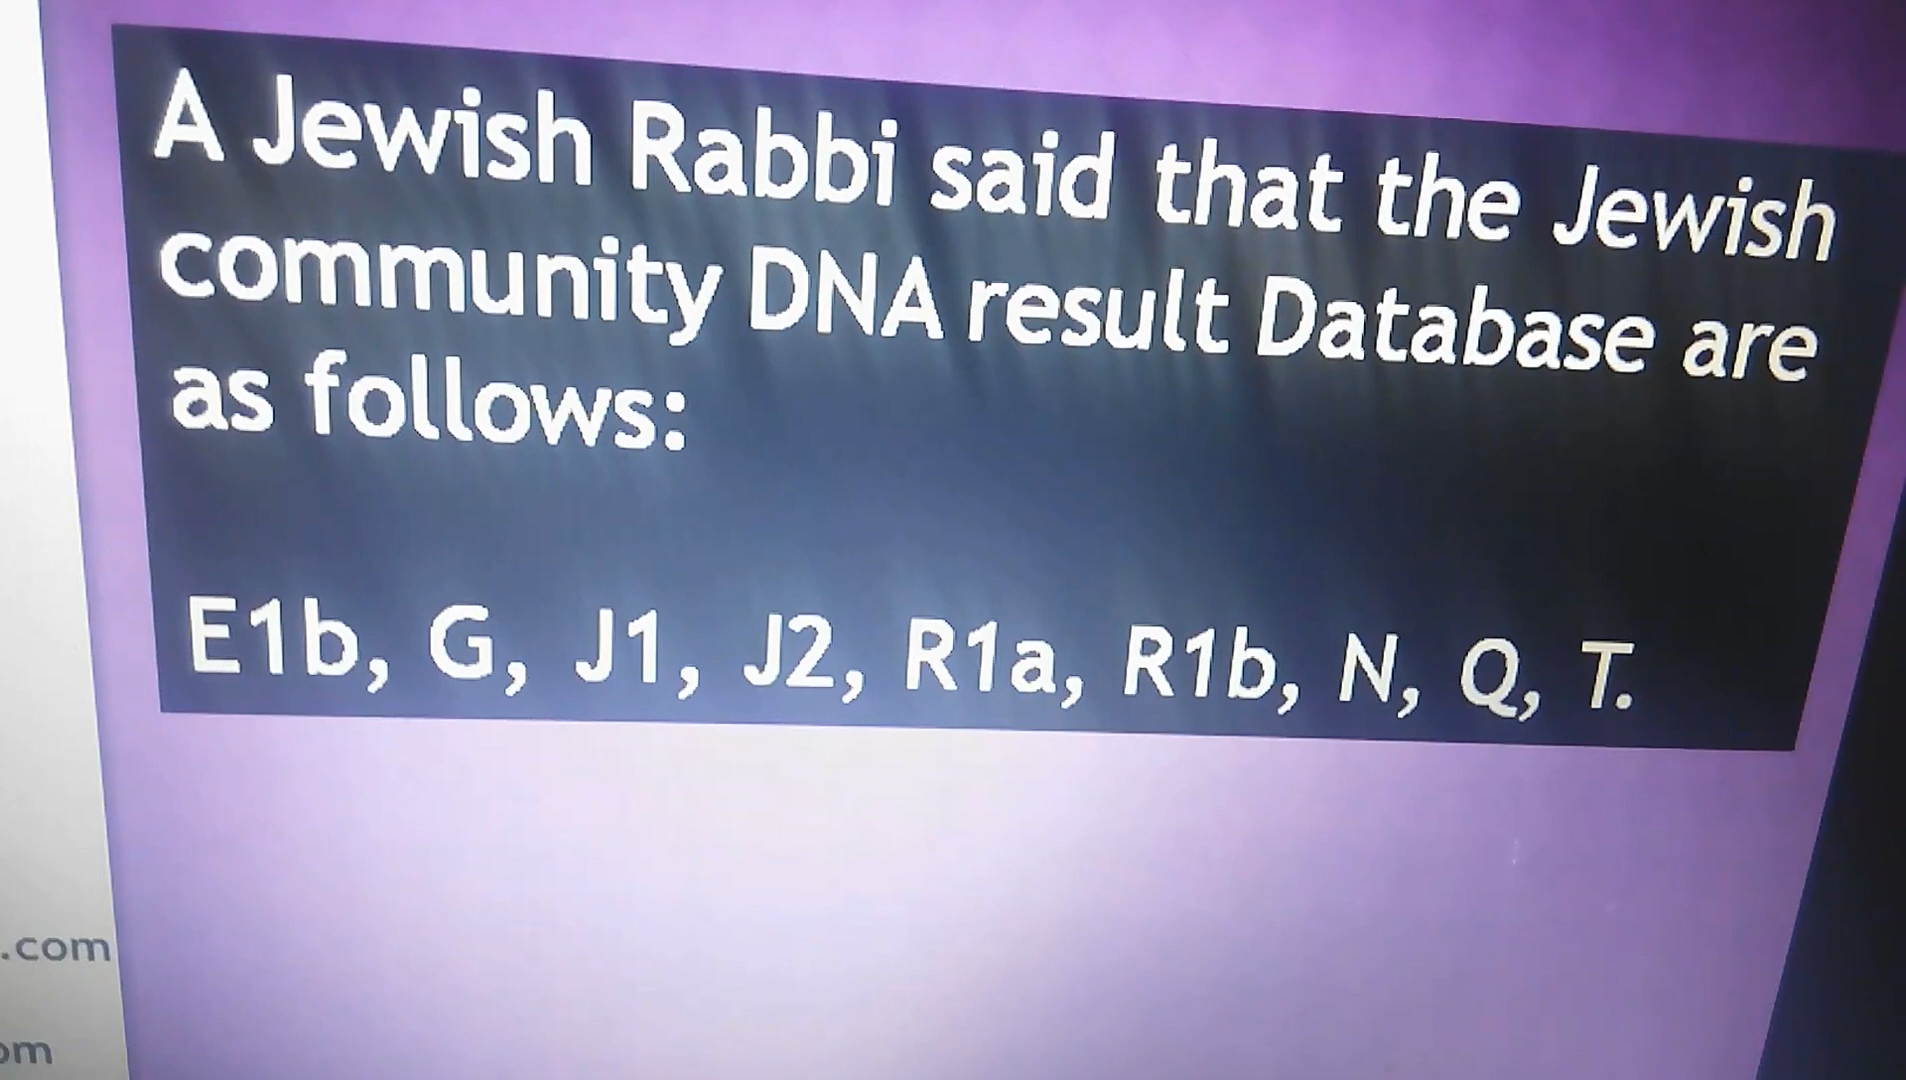 A Jewish Rabbi said that the Jewish
community DNA result Database are
as follows:
E1b, G, J1, J2, R1a, R1b, N, Q, T.
.com
om